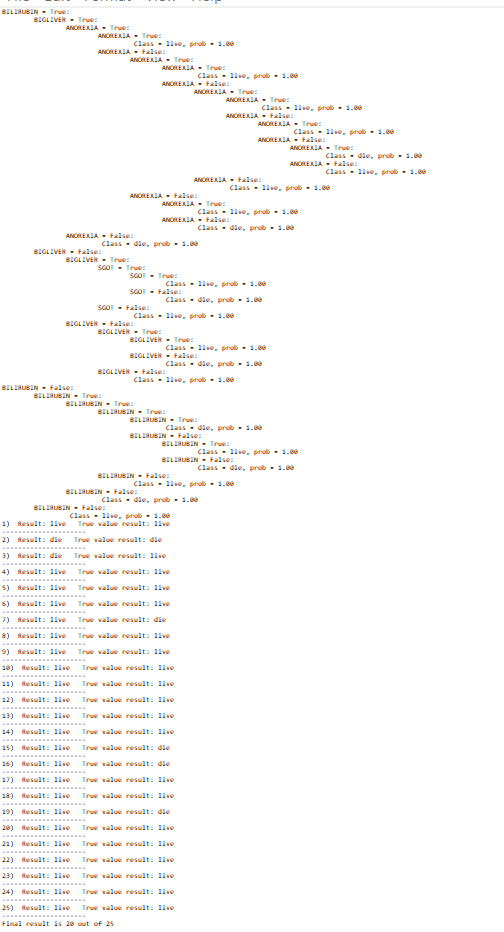 BILIRUBIN = True:
BIGLIVER = True:
ANOREXIA = True:
ANOREXIA = True:
Class = live, prob = 1.00
ANOREXIA = False:
ANOREXIA = True:
ANOREXIA = True:
Class = live, prob = 1.00
ANOREXIA = False:
ANOREXIA = True:
ANOREXIA = True:
Class = live, prob = 1.00
ANOREXIA = False:
ANOREXIA = True:
Class = live, prob = 1.00
ANOREXIA = False:
ANOREXIA = True:
Class = die, prob = 1.00
ANOREXIA = False:
Class = live, prob = 1.00
ANOREXIA = False:
Class = live, prob = 1.00
ANOREXIA = False:
ANOREXIA = True:
Class = live, prob = 1.00
ANOREXIA = False:
Class = die, prob = 1.00
ANOREXIA = False:
Class = die, prob = 1.00
BIGLIVER = False:
BIGLIVER = True:
SGOT = True:
SGOT = True:
Class = live, prob = 1.00
SGOT = False:
Class = die, prob = 1.00
SGOT = False:
Class = live, prob = 1.00
BIGLIVER = False:
BIGLIVER = True:
BIGLIVER = True:
Class = live, prob = 1.00
BIGLIVER = False:
Class = die, prob = 1.00
BIGLIVER = False:
Class = live, prob = 1.00
BILIRUBIN = False:
BILIRUBIN = True:
BILIRUBIN = True:
BILIRUBIN = True:
BILIRUBIN = True:
Class = die, prob = 1.00
BILIRUBIN = False:
BILIRUBIN = True:
Class = live, prob = 1.00
BILIRUBIN = False:
Class = die, prob = 1.00
BILIRUBIN = False:
Class = live, prob = 1.00
BILIRUBIN = False:
Class = die, prob = 1.00
BILIRUBIN = False:
Class = live, prob = 1.00
1) Result: live True value result: live
---------------------
2) Result: die True value result: die
---------------------
3) Result: die True value result: live
---------------------
4) Result: live True value result: live
---------------------
5) Result: live True value result: live
---------------------
6) Result: live True value result: live
---------------------
7) Result: live True value result: die
---------------------
8) Result: live True value result: live
---------------------
9) Result: live True value result: live
---------------------
10) Result: live True value result: live
---------------------
11) Result: live True value result: live
---------------------
12) Result: live True value result: live
---------------------
13) Result: live True value result: live
---------------------
14) Result: live True value result: live
---------------------
15) Result: live True value result: die
---------------------
16) Result: live True value result: die
---------------------
17) Result: live True value result: live
---------------------
18) Result: live True value result: live
---------------------
19) Result: live True value result: die
---------------------
20) Result: live True value result: live
---------------------
21) Result: live True value result: live
---------------------
22) Result: live True value result: live
---------------------
23) Result: live True value result: live
---------------------
24) Result: live True value result: live
---------------------
25) Result: live True value result: live
---------------------
Final result is 20 out of 25